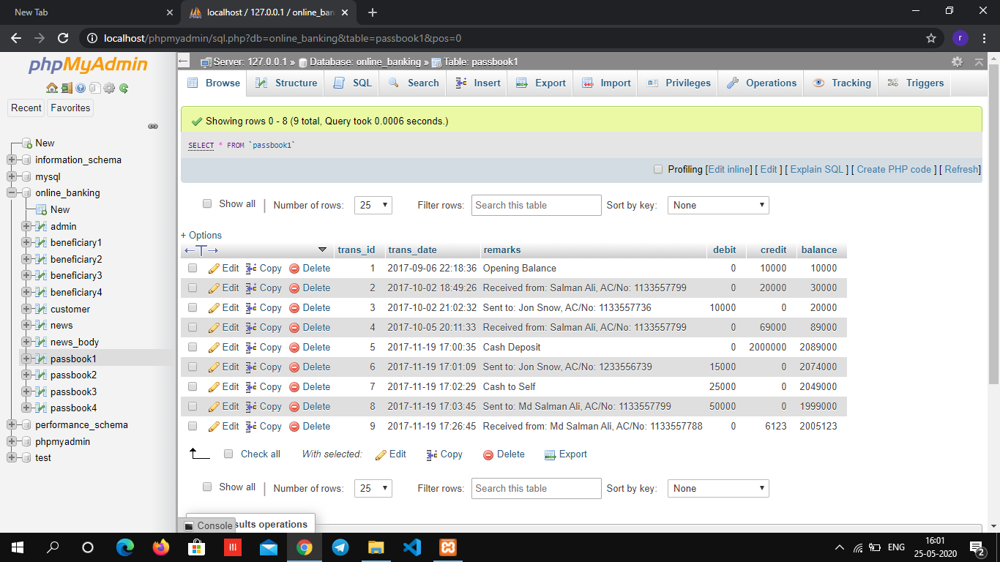 New Tab
localhost / 127.0.0.1 / online_ban
localhost/phpmyadmin/sql.php?db=online_banking&table=passbook1&pos=0
r
phpMyAdmin
Recent Favorites
New
information_schema
mysql
online_banking
New
admin
beneficiary1
beneficiary2
beneficiary3
beneficiary4
customer
news
news_body
passbook1
passbook2
passbook3
passbook4
performance_schema
phpmyadmin
test
Server: 127.0.0.1 » Database: online_banking » Table: passbook1
Browse Structure SQL Search Insert Export Import Privileges Operations Tracking Triggers
Showing rows 0 - 8 (9 total, Query took 0.0006 seconds.)
SELECT * FROM `passbook1`
Profiling [Edit inline] [ Edit ] [ Explain SQL ] [ Create PHP code ] [ Refresh]
Show all | Number of rows: 25 Filter rows: Search this table Sort by key: None
+ Options
←T→ trans_id trans_date remarks debit credit balance
Edit Copy Delete 1 2017-09-06 22:18:36 Opening Balance 0 10000 10000
Edit Copy Delete 2 2017-10-02 18:49:26 Received from: Salman Ali, AC/No: 1133557799 0 20000 30000
Edit Copy Delete 3 2017-10-02 21:02:32 Sent to: Jon Snow, AC/No: 1133557736 10000 0 20000
Edit Copy Delete 4 2017-10-05 20:11:33 Received from: Salman Ali, AC/No: 1133557799 0 69000 89000
Edit Copy Delete 5 2017-11-19 17:00:35 Cash Deposit 0 2000000 2089000
Edit Copy Delete 6 2017-11-19 17:01:09 Sent to: Jon Snow, AC/No: 1233556739 15000 0 2074000
Edit Copy Delete 7 2017-11-19 17:02:29 Cash to Self 25000 0 2049000
Edit Copy Delete 8 2017-11-19 17:03:45 Sent to: Md Salman Ali, AC/No: 1133557799 50000 0 1999000
Edit Copy Delete 9 2017-11-19 17:26:45 Received from: Md Salman Ali, AC/No: 1133557788 0 6123 2005123
Check all With selected: Edit Copy Delete Export
Show all | Number of rows: 25 Filter rows: Search this table Sort by key: None
Console sults operations
ENG 16:01
25-05-2020 2